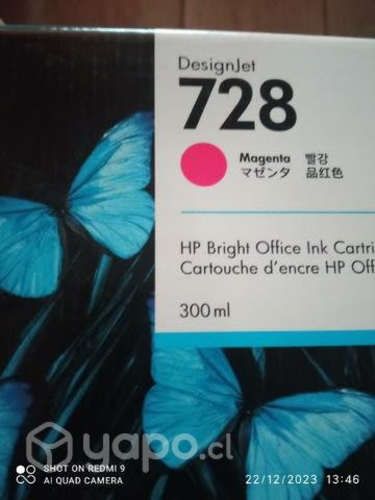 DesignJet
728
Magenta 빨강
マゼンタ 品红色
HP Bright Office Ink Cartri
Cartouche d'encre HP Off
300 ml
yapo.cl
SHOT ON REDMI 9
AI QUAD CAMERA
22/12/2023 13:46